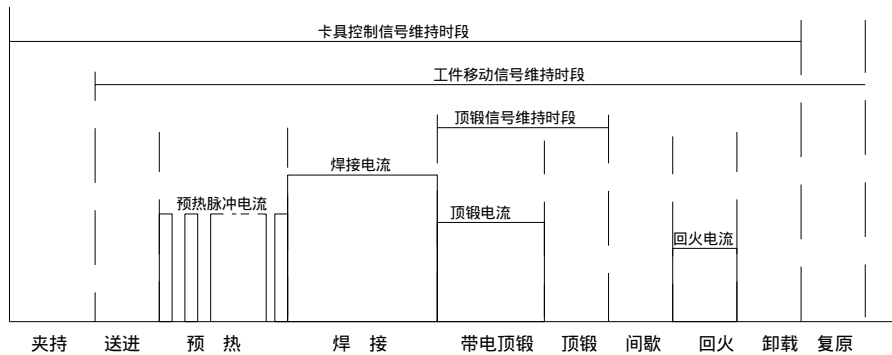 卡具控制信号维持时段
工件移动信号维持时段
顶锻信号维持时段
焊接电流
预热脉冲电流
顶锻电流
回火电流
夹持 送进 预 热 焊 接 带电顶锻 顶锻 间歇 回火 卸载 复原